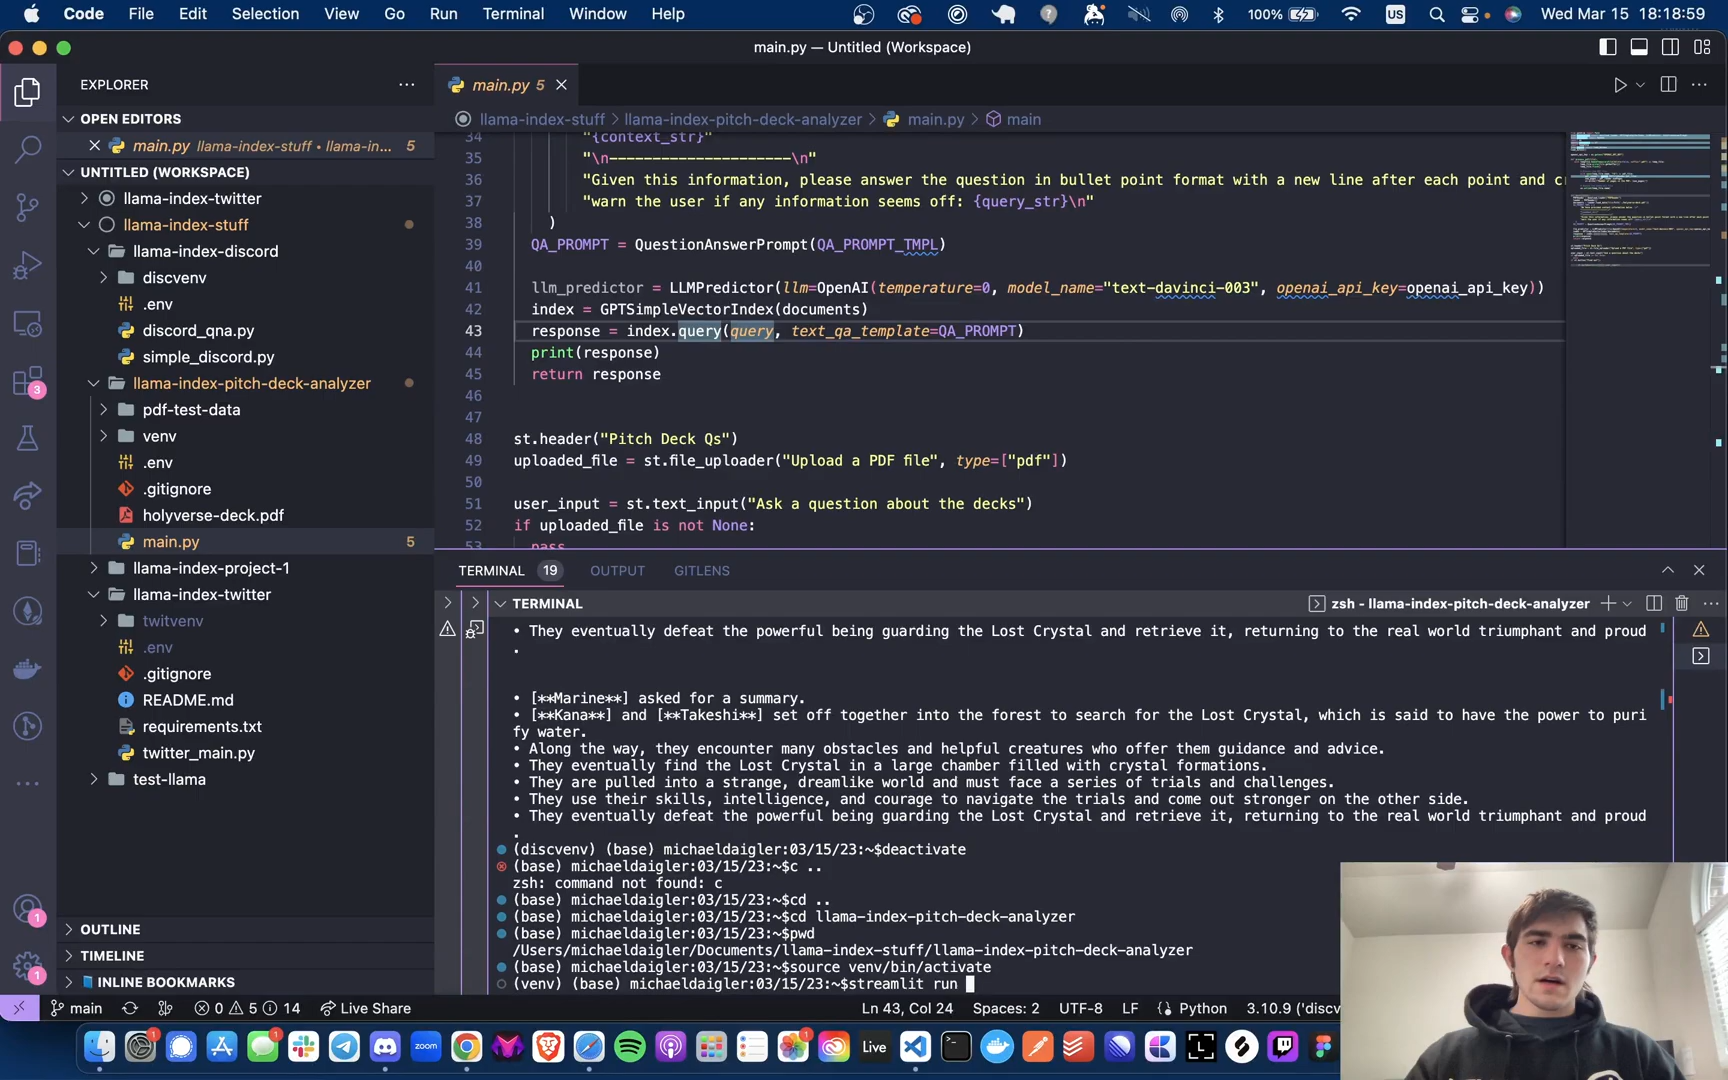 Code File Edit Selection View Go Run Terminal Window Help 100% US Wed Mar 15 18:18:59
main.py — Untitled (Workspace)
EXPLORER
OPEN EDITORS
main.py llama-index-stuff • llama-in... 5
UNTITLED (WORKSPACE)
llama-index-twitter
llama-index-stuff
llama-index-discord
discvenv
.env
discord_qna.py
simple_discord.py
llama-index-pitch-deck-analyzer
pdf-test-data
venv
.env
.gitignore
holyverse-deck.pdf
main.py 5
llama-index-project-1
llama-index-twitter
twitvenv
.env
.gitignore
README.md
requirements.txt
twitter_main.py
test-llama
OUTLINE
TIMELINE
INLINE BOOKMARKS
3
1
1
main.py 5
llama-index-stuff > llama-index-pitch-deck-analyzer > main.py > main
34 "{context_str}"
35 "\n---------------------\n"
36 "Given this information, please answer the question in bullet point format with a new line after each point and c
37 "warn the user if any information seems off: {query_str}\n"
38 )
39 QA_PROMPT = QuestionAnswerPrompt(QA_PROMPT_TMPL)
40
41 llm_predictor = LLMPredictor(llm=OpenAI(temperature=0, model_name="text-davinci-003", openai_api_key=openai_api_key))
42 index = GPTSimpleVectorIndex(documents)
43 response = index.query(query, text_qa_template=QA_PROMPT)
44 print(response)
45 return response
46
47
48 st.header("Pitch Deck Qs")
49 uploaded_file = st.file_uploader("Upload a PDF file", type=["pdf"])
50
51 user_input = st.text_input("Ask a question about the decks")
52 if uploaded_file is not None:
53 pass
TERMINAL 19 OUTPUT GITLENS
TERMINAL zsh - llama-index-pitch-deck-analyzer
• They eventually defeat the powerful being guarding the Lost Crystal and retrieve it, returning to the real world triumphant and proud
.
• [**Marine**] asked for a summary.
• [**Kana**] and [**Takeshi**] set off together into the forest to search for the Lost Crystal, which is said to have the power to puri
fy water.
• Along the way, they encounter many obstacles and helpful creatures who offer them guidance and advice.
• They eventually find the Lost Crystal in a large chamber filled with crystal formations.
• They are pulled into a strange, dreamlike world and must face a series of trials and challenges.
• They use their skills, intelligence, and courage to navigate the trials and come out stronger on the other side.
• They eventually defeat the powerful being guarding the Lost Crystal and retrieve it, returning to the real world triumphant and proud
.
(discvenv) (base) michaeldaigler:03/15/23:~$deactivate
(base) michaeldaigler:03/15/23:~$c ..
zsh: command not found: c
(base) michaeldaigler:03/15/23:~$cd ..
(base) michaeldaigler:03/15/23:~$cd llama-index-pitch-deck-analyzer
(base) michaeldaigler:03/15/23:~$pwd
/Users/michaeldaigler/Documents/llama-index-stuff/llama-index-pitch-deck-analyzer
(base) michaeldaigler:03/15/23:~$source venv/bin/activate
(venv) (base) michaeldaigler:03/15/23:~$streamlit run
main 0 5 14 Live Share Ln 43, Col 24 Spaces: 2 UTF-8 LF Python 3.10.9 ('disc
zoom Live